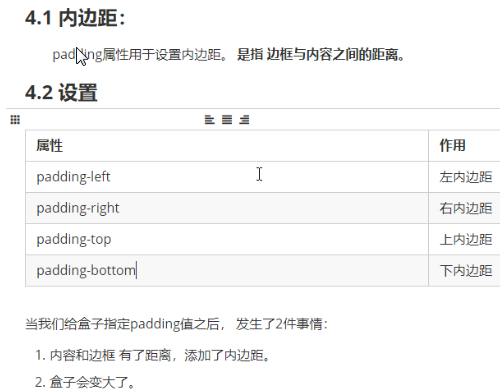 4.1 内边距：
padding属性用于设置内边距。 是指 边框与内容之间的距离。
4.2 设置
属性 作用
padding-left 左内边距
padding-right 右内边距
padding-top 上内边距
padding-bottom 下内边距
当我们给盒子指定padding值之后， 发生了2件事情：
1. 内容和边框 有了距离，添加了内边距。
2. 盒子会变大了。